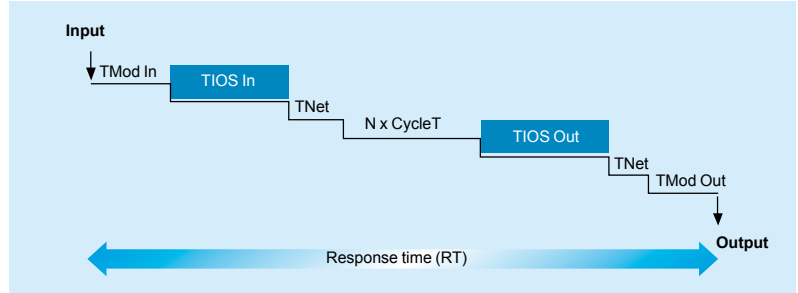 Input
TMod In
TIOS In
TNet
N x CycleT
TIOS Out
TNet
TMod Out
Output
Response time (RT)